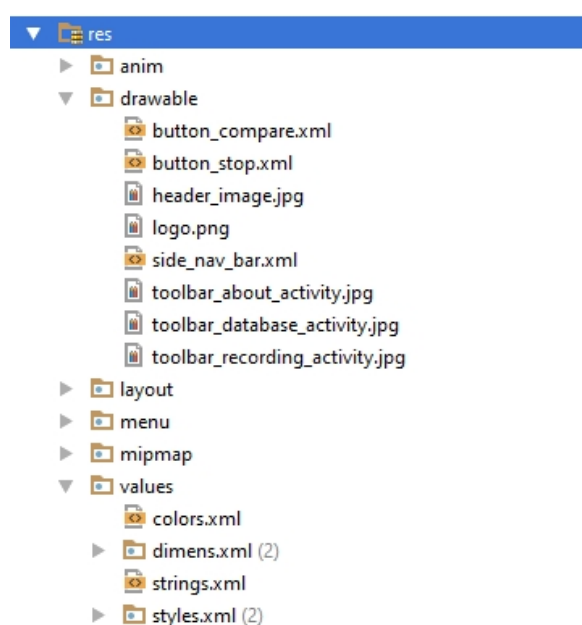 res
anim
drawable
button_compare.xml
button_stop.xml
header_image.jpg
logo.png
side_nav_bar.xml
toolbar_about_activity.jpg
toolbar_database_activity.jpg
toolbar_recording_activity.jpg
layout
menu
mipmap
values
colors.xml
dimens.xml (2)
strings.xml
styles.xml (2)